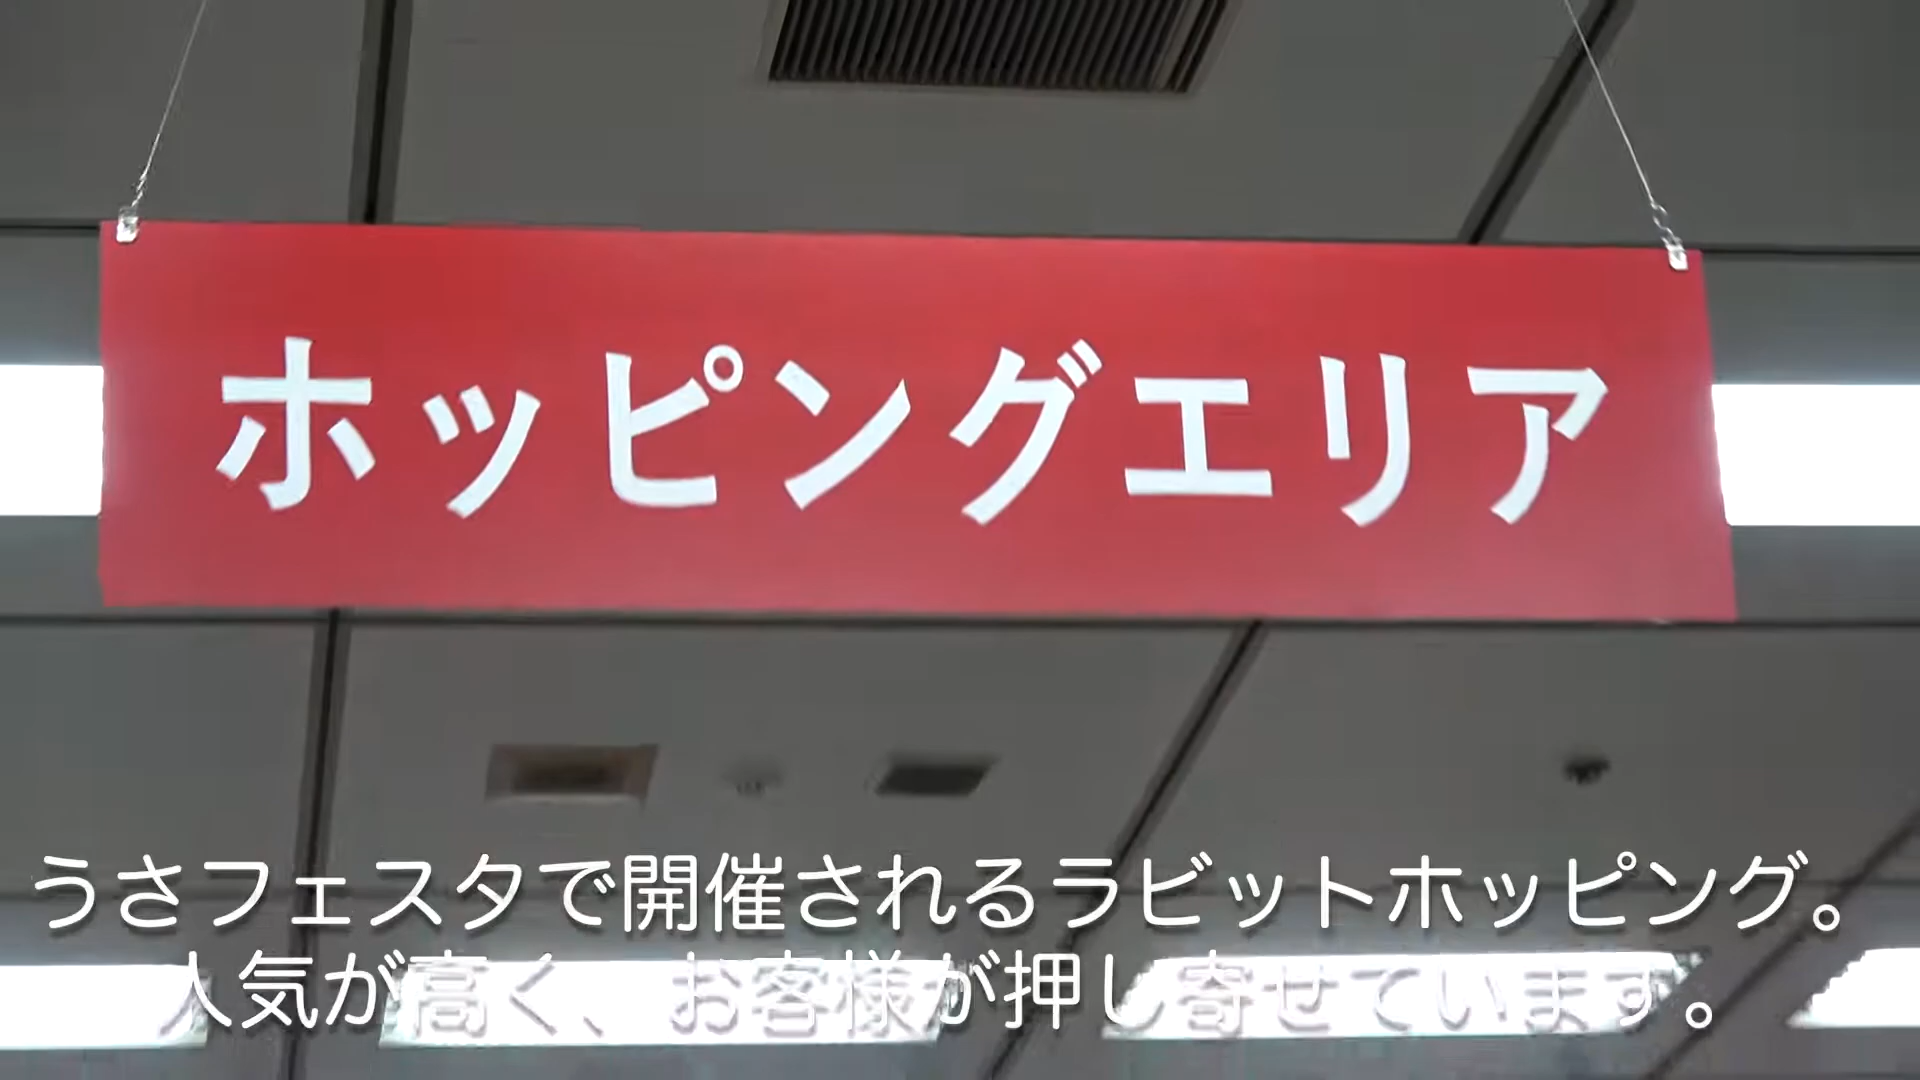 ホッピングエリア
うさフェスタで開催されるラビットホッピング。
人気が高く、お客様が押し寄せています。